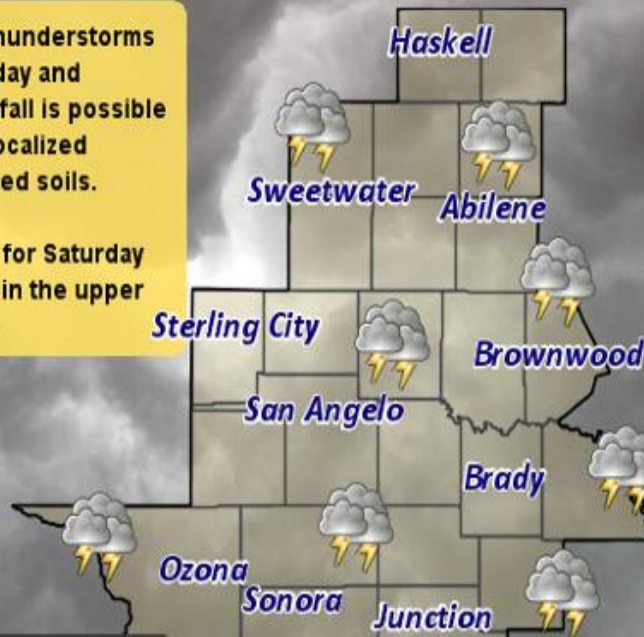 hunderstorms
day and
fall is possible
ocalized
ed soils.
for Saturday
in the upper
Haskell
Sweetwater
Abilene
Sterling City
Brownwood
San Angelo
Brady
Ozona
Sonora
Junction